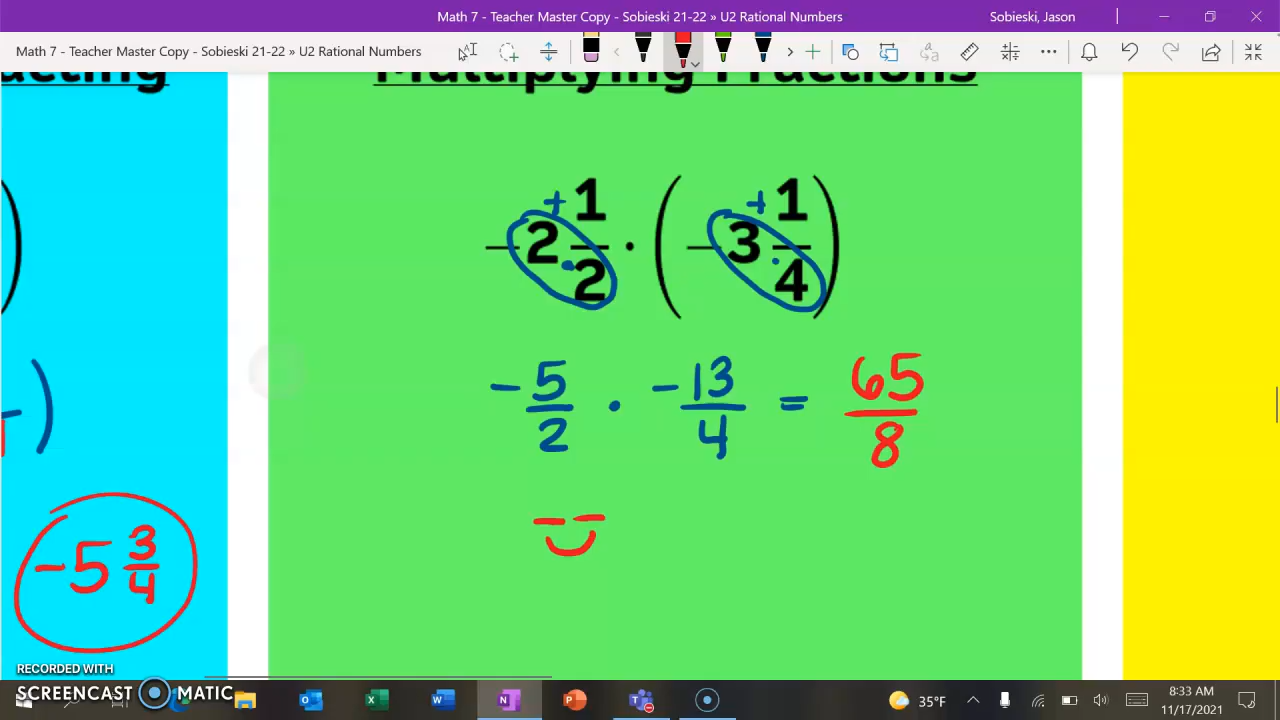 Math 7 - Teacher Master Copy - Sobieski 21-22 » U2 Rational Numbers
Sobieski, Jason
Math 7 - Teacher Master Copy - Sobieski 21-22 » U2 Rational Numbers
Multiplying Fractions
-2 + 1/2 · (-3 + 1/4)
-5/2 · -13/4 = 65/8
-5 3/4
RECORDED WITH
SCREENCAST MATIC
35°F
8:33 AM
11/17/2021